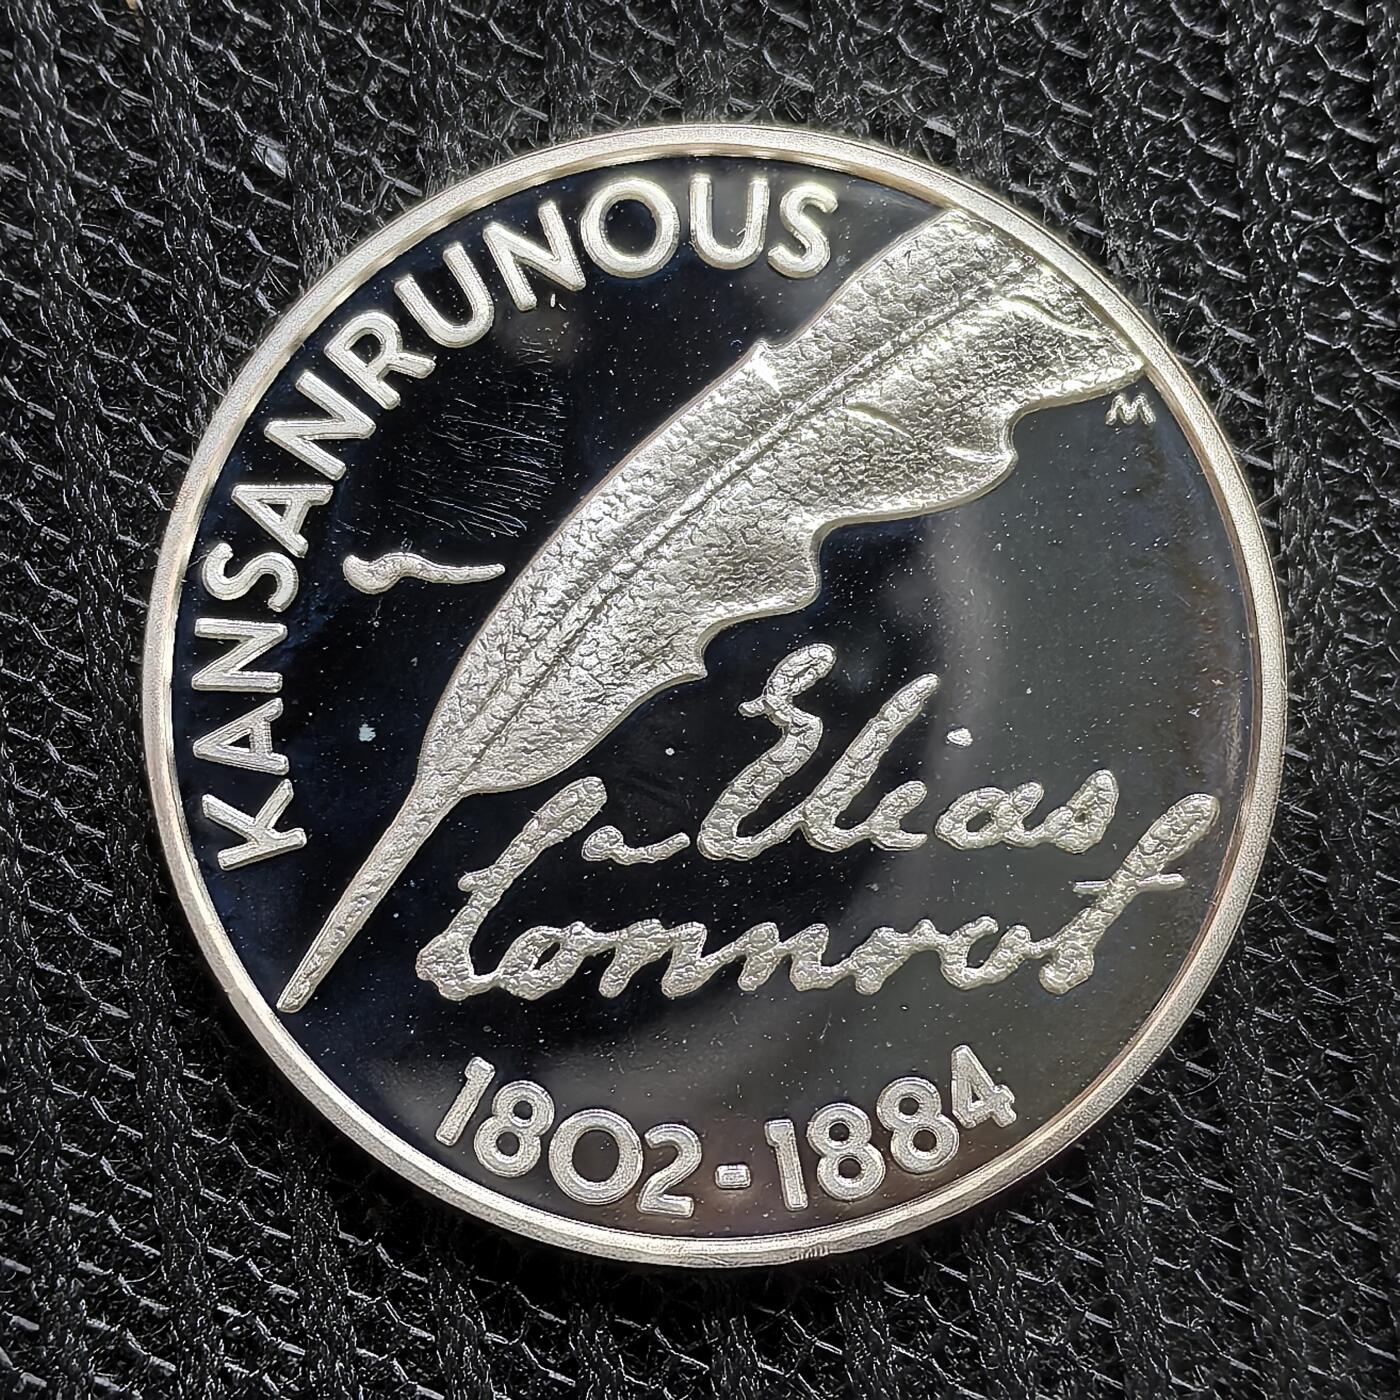 KANSANRUNOUS
M
Elias
Lönnrot
1802-1884